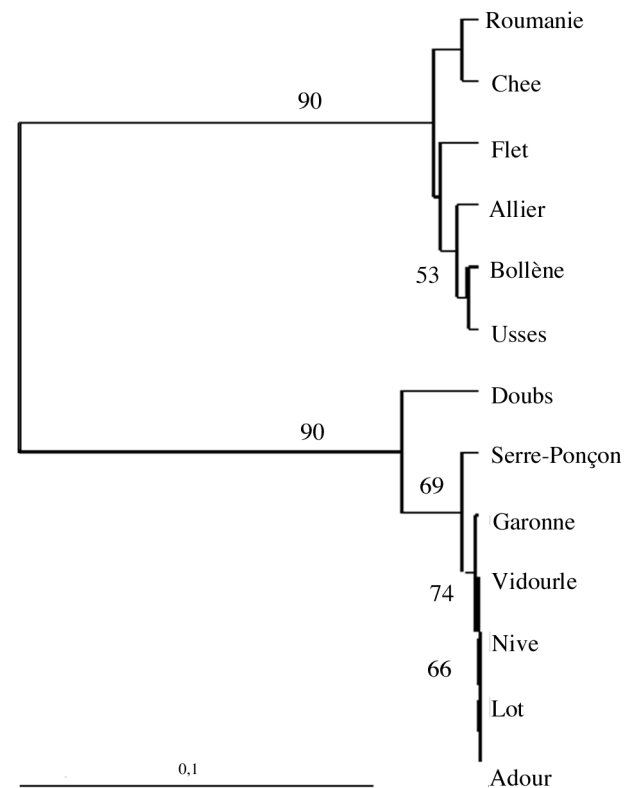 Roumanie
Chee
90
Flet
Allier
53
Bollène
Usses
Doubs
90
Serre-Ponçon
69
Garonne
Vidourle
74
Nive
66
Lot
0,1
Adour